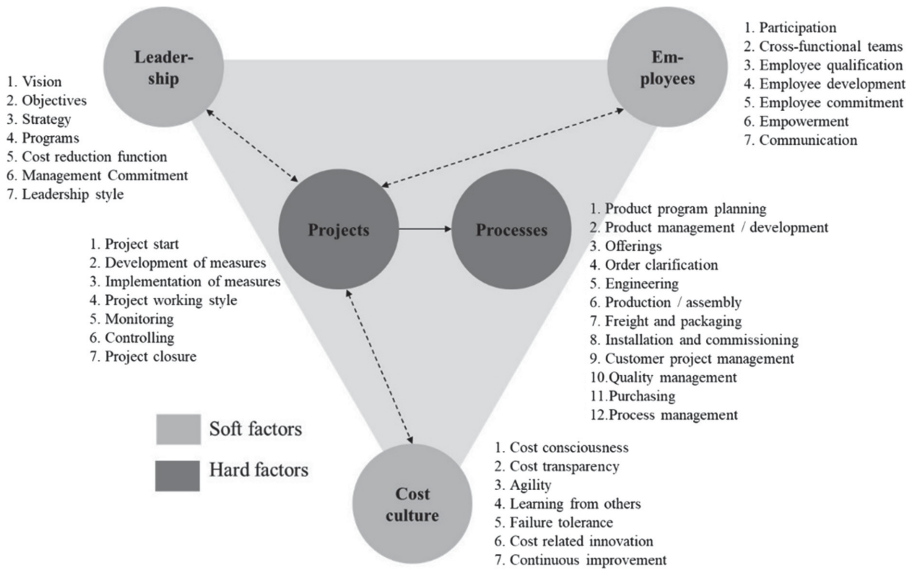 Leader-
ship
1. Vision
2. Objectives
3. Strategy
4. Programs
5. Cost reduction function
6. Management Commitment
7. Leadership style
Em-
ployees
1. Participation
2. Cross-functional teams
3. Employee qualification
4. Employee development
5. Employee commitment
6. Empowerment
7. Communication
Projects
1. Project start
2. Development of measures
3. Implementation of measures
4. Project working style
5. Monitoring
6. Controlling
7. Project closure
Processes
1. Product program planning
2. Product management / development
3. Offerings
4. Order clarification
5. Engineering
6. Production / assembly
7. Freight and packaging
8. Installation and commissioning
9. Customer project management
10.Quality management
11.Purchasing
12.Process management
Soft factors
Hard factors
Cost
culture
1. Cost consciousness
2. Cost transparency
3. Agility
4. Learning from others
5. Failure tolerance
6. Cost related innovation
7. Continuous improvement